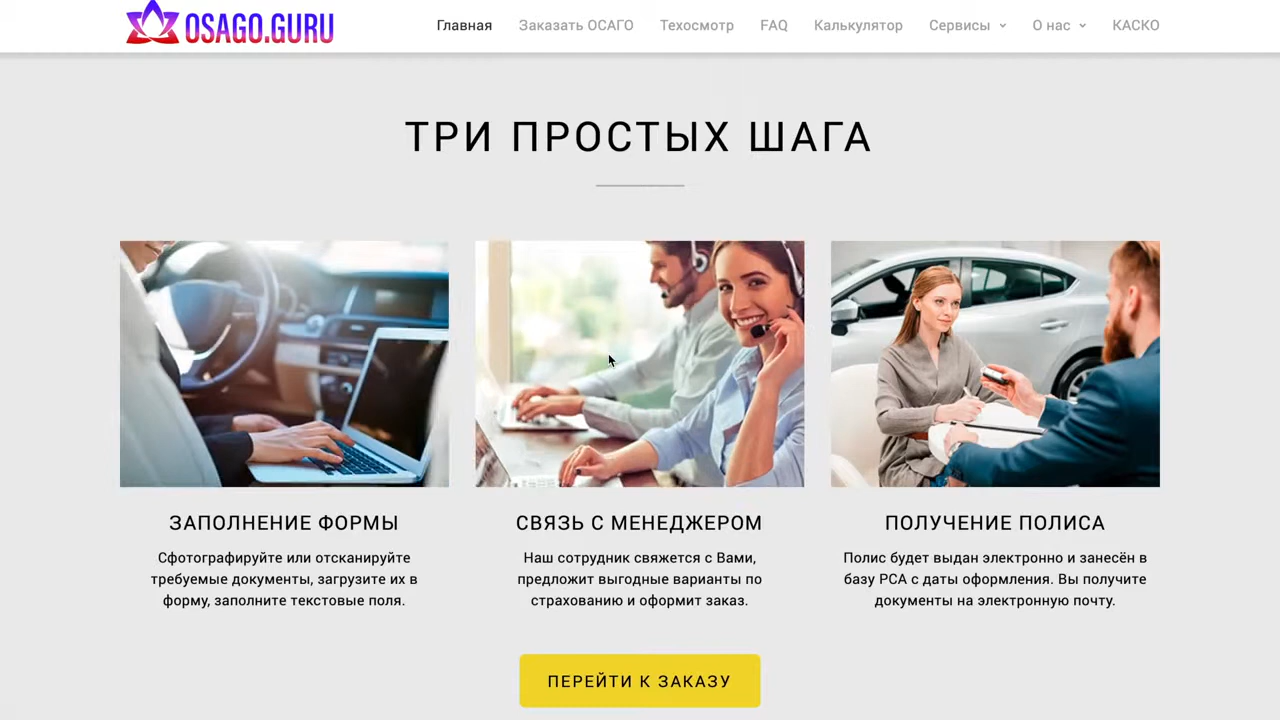 OSAGO.GURU
Главная Заказать ОСАГО Техосмотр FAQ Калькулятор Сервисы О нас КАСКО
ТРИ ПРОСТЫХ ШАГА
ЗАПОЛНЕНИЕ ФОРМЫ
Сфотографируйте или отсканируйте
требуемые документы, загрузите их в
форму, заполните текстовые поля.
СВЯЗЬ С МЕНЕДЖЕРОМ
Наш сотрудник свяжется с Вами,
предложит выгодные варианты по
страхованию и оформит заказ.
ПОЛУЧЕНИЕ ПОЛИСА
Полис будет выдан электронно и занесён в
базу РСА с даты оформления. Вы получите
документы на электронную почту.
ПЕРЕЙТИ К ЗАКАЗУ